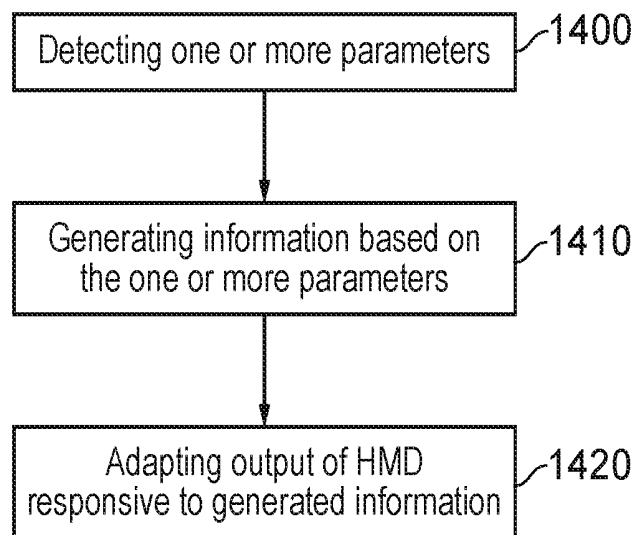 Detecting one or more parameters
1400
Generating information based on
the one or more parameters
1410
Adapting output of HMD
responsive to generated information
1420